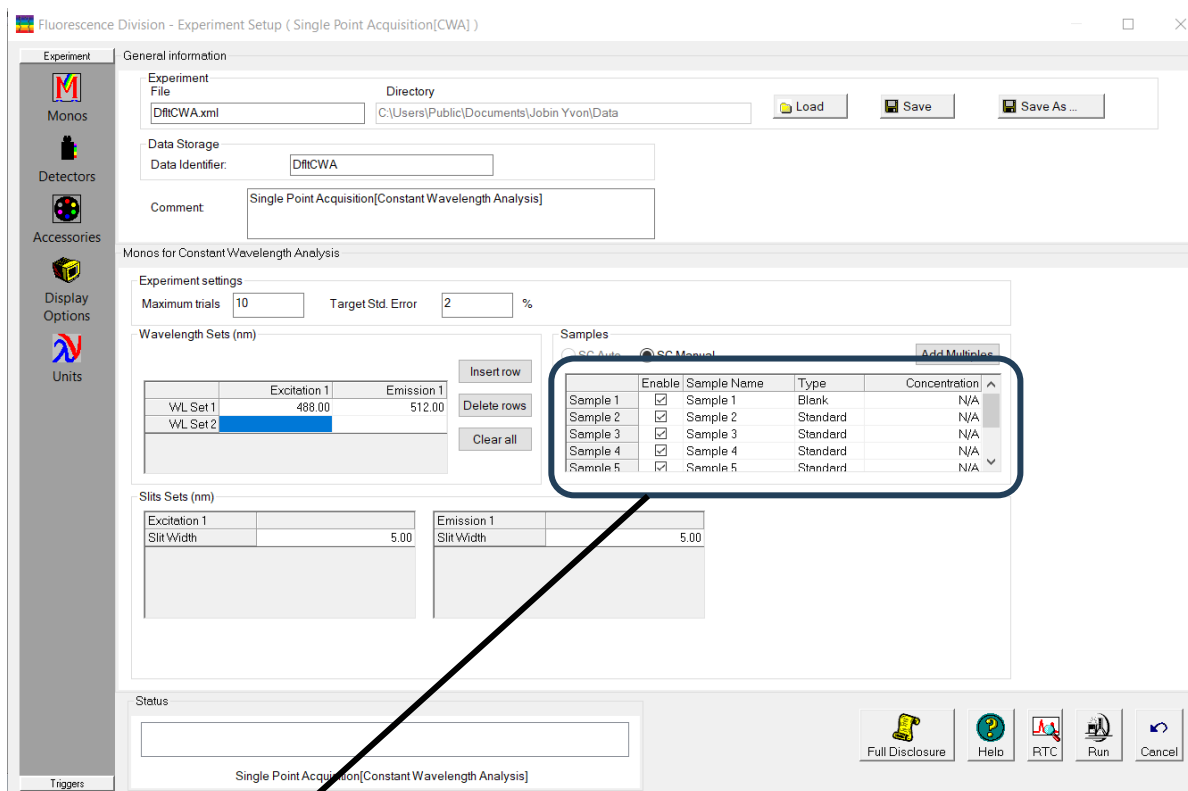 Fluorescence Division - Experiment Setup ( Single Point Acquisition[CWA] )
Experiment
General information
Monos
Detectors
Accessories
Display
Options
Units
Triggers
Experiment
File Directory
DfltCWA.xml C:\Users\Public\Documents\Jobin Yvon\Data Load Save Save As ...
Data Storage
Data Identifier: DfltCWA
Comment: Single Point Acquisition[Constant Wavelength Analysis]
Monos for Constant Wavelength Analysis
Experiment settings
Maximum trials 10 Target Std. Error 2 %
Wavelength Sets (nm)
Insert row
Excitation 1 Emission 1
WL Set 1 488.00 512.00 Delete rows
WL Set 2
Clear all
Samples
SC Auto SC Manual Add Multiples
Enable Sample Name Type Concentration
Sample 1 Sample 1 Blank N/A
Sample 2 Sample 2 Standard N/A
Sample 3 Sample 3 Standard N/A
Sample 4 Sample 4 Standard N/A
Sample 5 Sample 5 Standard N/A
Slits Sets (nm)
Excitation 1
Slit Width 5.00
Emission 1
Slit Width 5.00
Status
Single Point Acquisition[Constant Wavelength Analysis]
Full Disclosure Help RTC Run Cancel